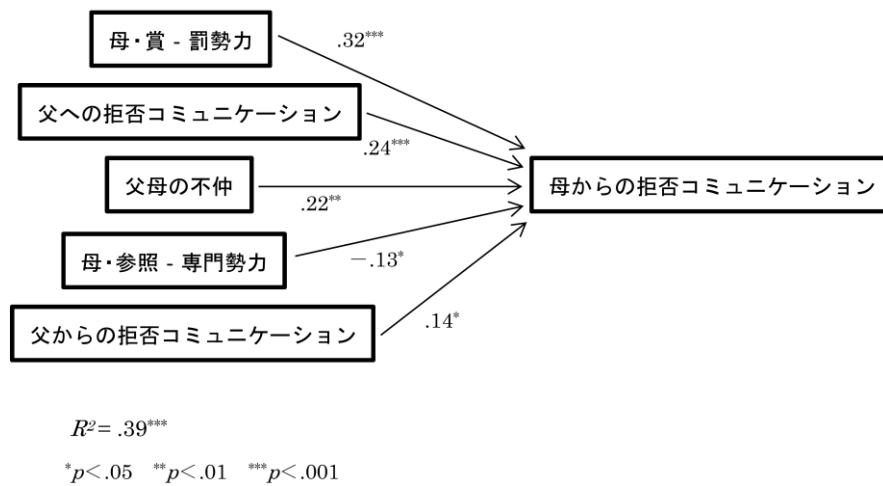 母・賞 - 罰勢力
.32***
父への拒否コミュニケーション
.24***
父母の不仲
.22**
母からの拒否コミュニケーション
母・参照 - 専門勢力
−.13*
父からの拒否コミュニケーション
.14*
R²= .39***
*p<.05 **p<.01 ***p<.001